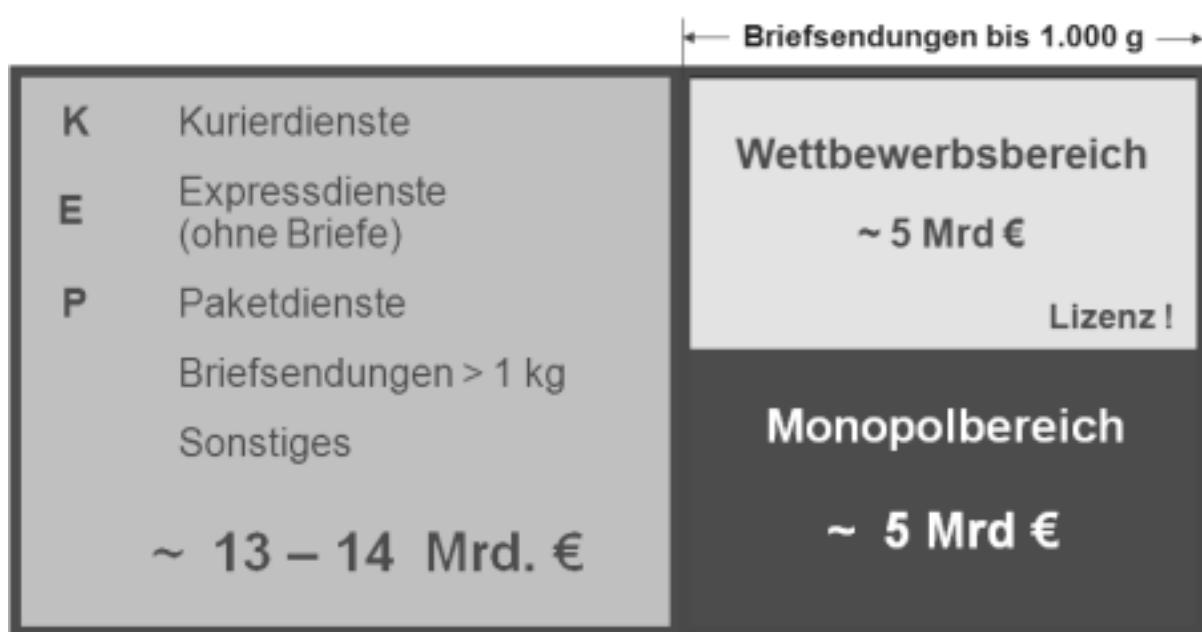 Briefsendungen bis 1.000 g
K Kurierdienste
E Expressdienste
(ohne Briefe)
P Paketdienste
Briefsendungen > 1 kg
Sonstiges
~ 13 – 14 Mrd. €
Wettbewerbsbereich
~ 5 Mrd €
Lizenz !
Monopolbereich
~ 5 Mrd €